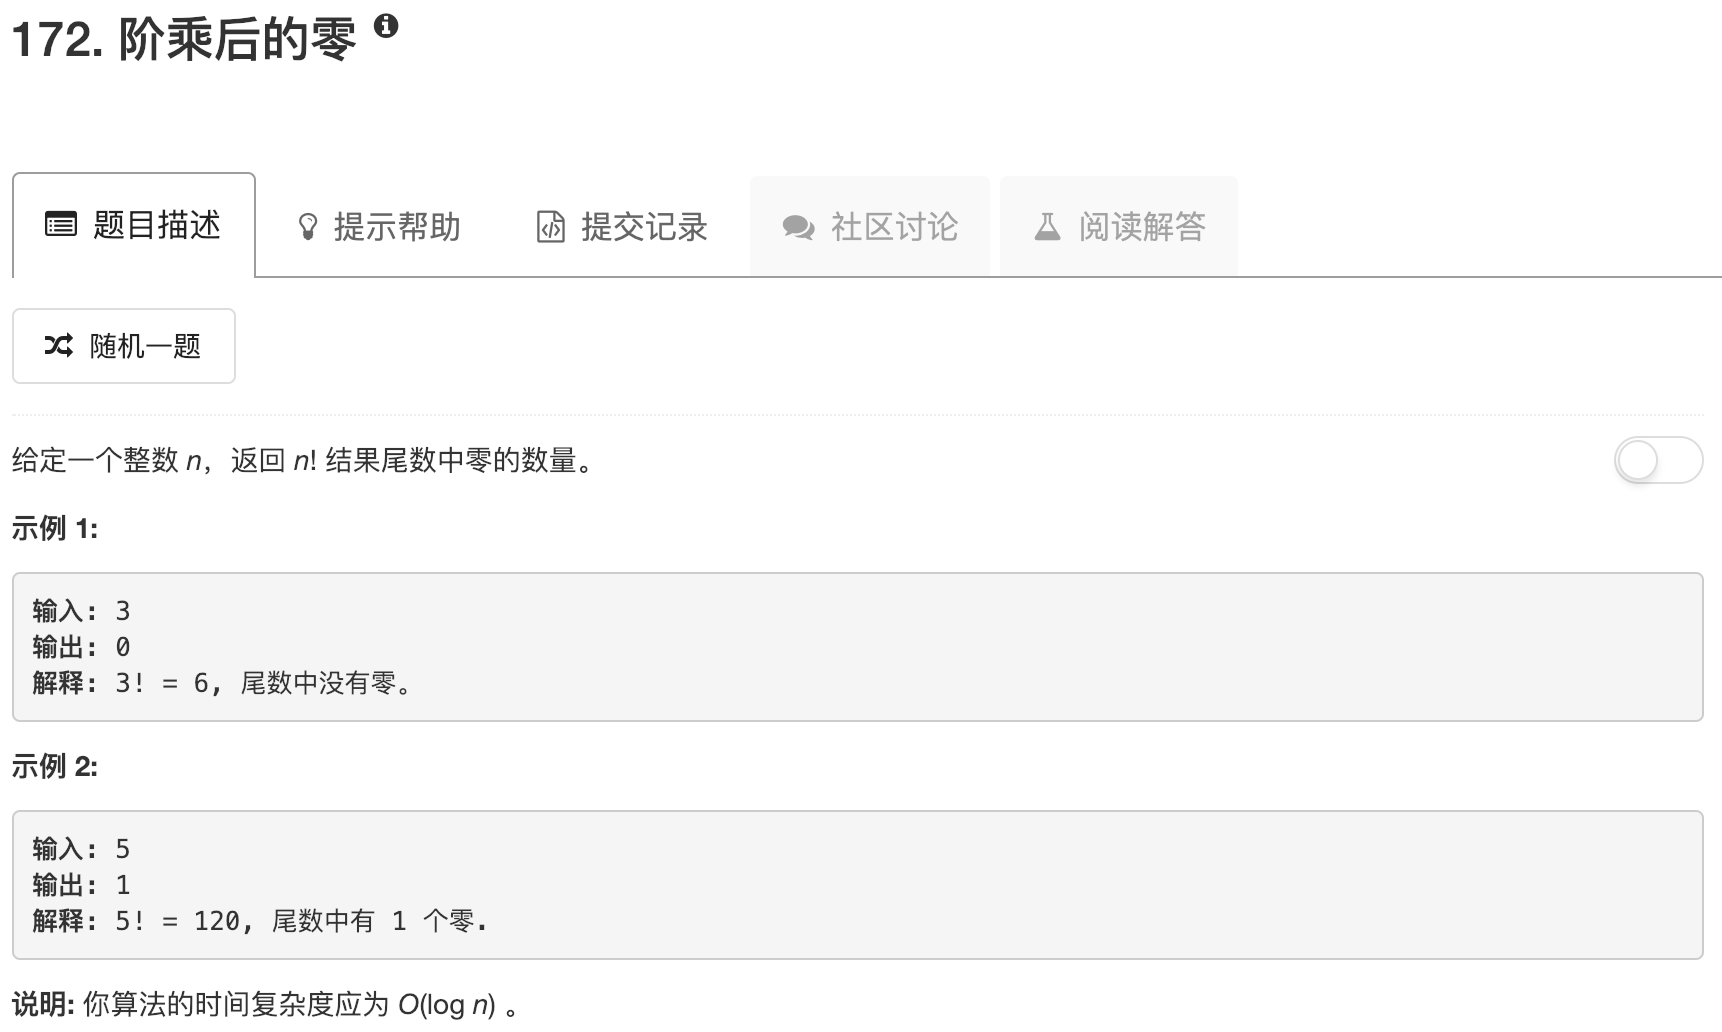 172. 阶乘后的零
题目描述
提示帮助
提交记录
社区讨论
阅读解答
随机一题
给定一个整数 n，返回 n! 结果尾数中零的数量。
示例 1:
输入: 3
输出: 0
解释: 3! = 6, 尾数中没有零。
示例 2:
输入: 5
输出: 1
解释: 5! = 120, 尾数中有 1 个零.
说明: 你算法的时间复杂度应为 O(log n) 。